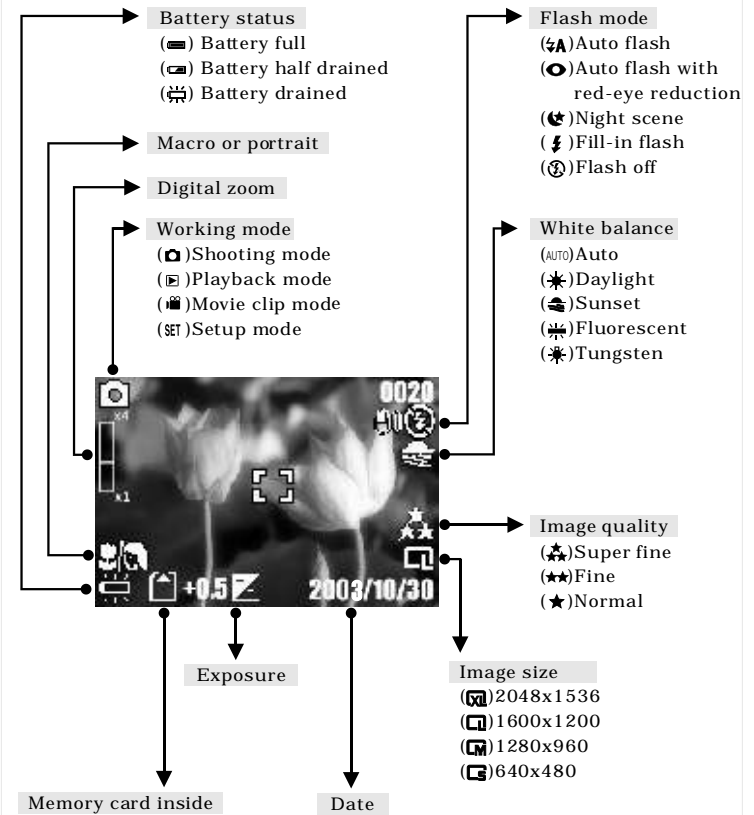 Battery status
( ) Battery full
( ) Battery half drained
( ) Battery drained
Macro or portrait
Digital zoom
Working mode
( )Shooting mode
( )Playback mode
( )Movie clip mode
(SET)Setup mode
Flash mode
(A)Auto flash
( )Auto flash with
red-eye reduction
( )Night scene
( )Fill-in flash
( )Flash off
White balance
(AUTO)Auto
( )Daylight
( )Sunset
( )Fluorescent
( )Tungsten
0020
x4
x1
+0.5
2003/10/30
Image quality
( )Super fine
( )Fine
( )Normal
Exposure
Image size
(XL)2048x1536
(L)1600x1200
(M)1280x960
(S)640x480
Memory card inside
Date